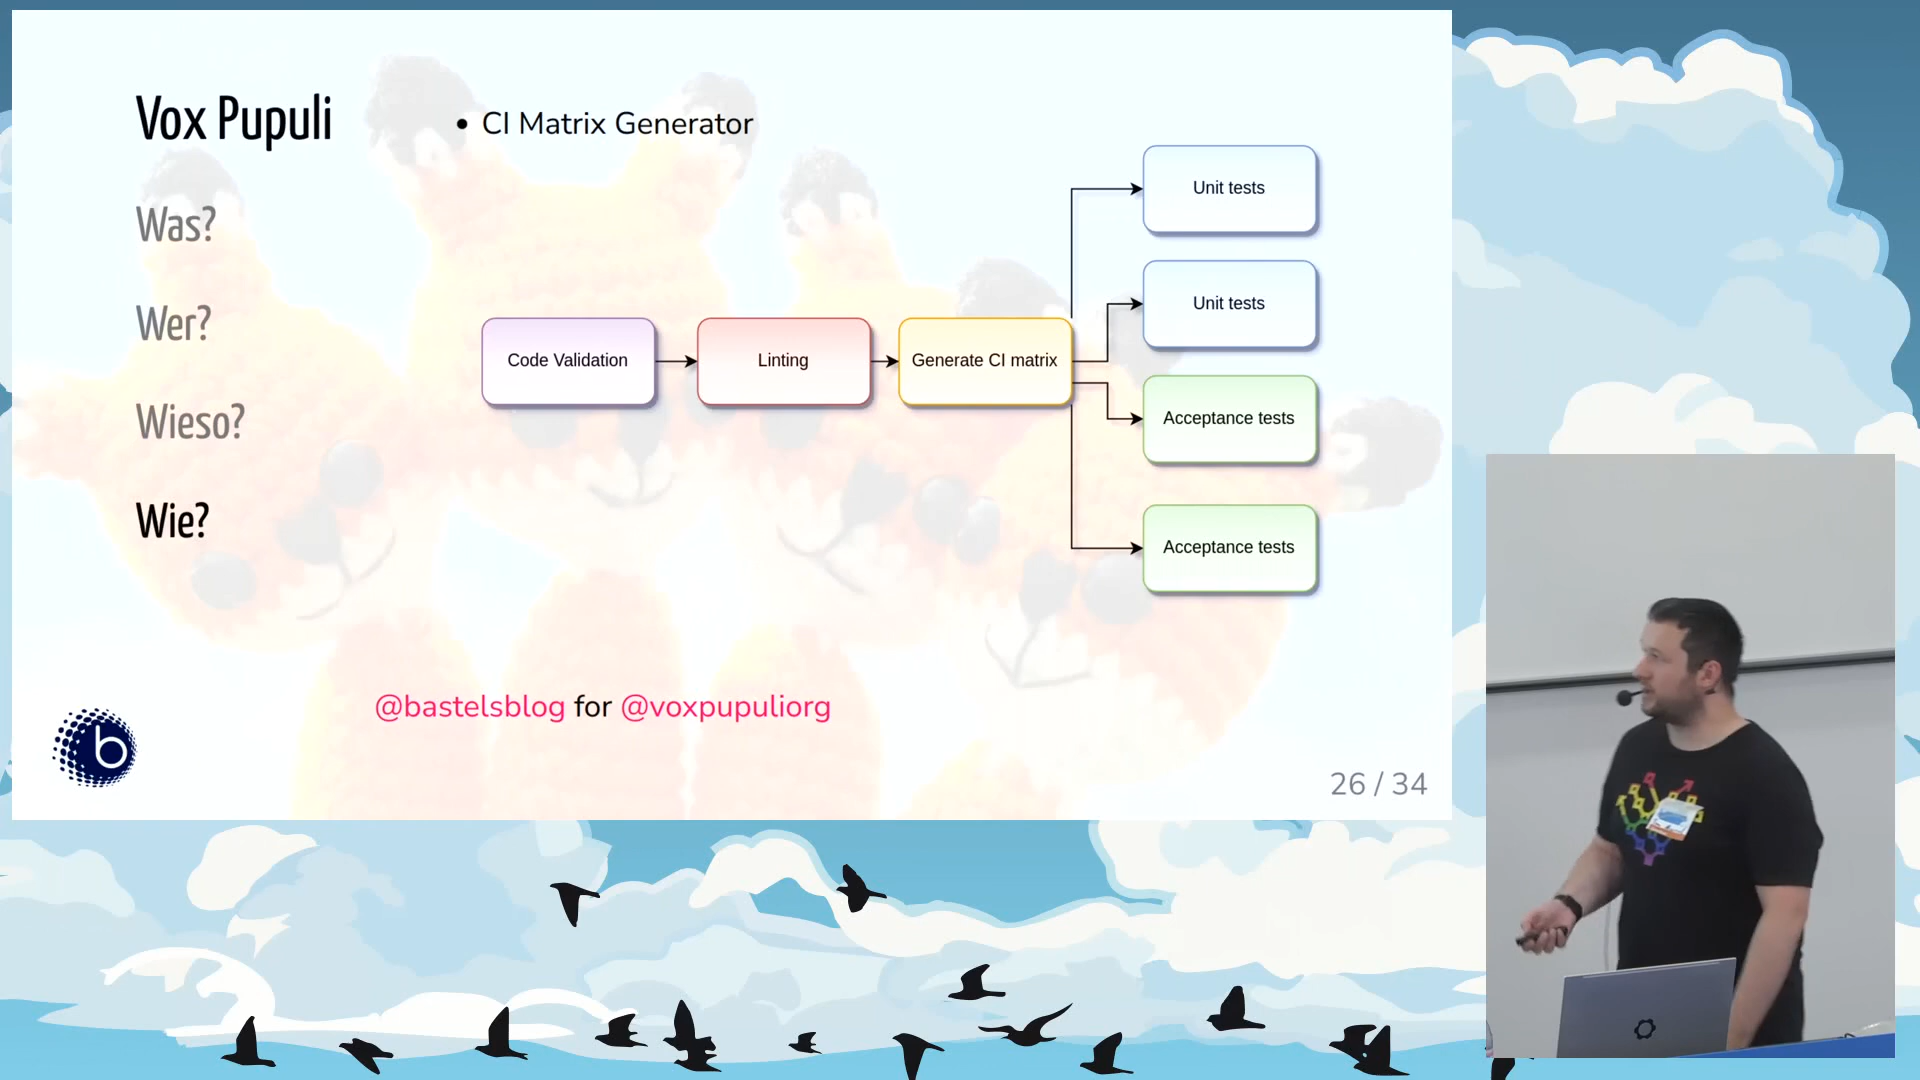 Vox Pupuli
Was?
Wer?
Wieso?
Wie?
• CI Matrix Generator
Code Validation
Linting
Generate CI matrix
Unit tests
Unit tests
Acceptance tests
Acceptance tests
@bastelsblog for @voxpupuliorg
b
26 / 34